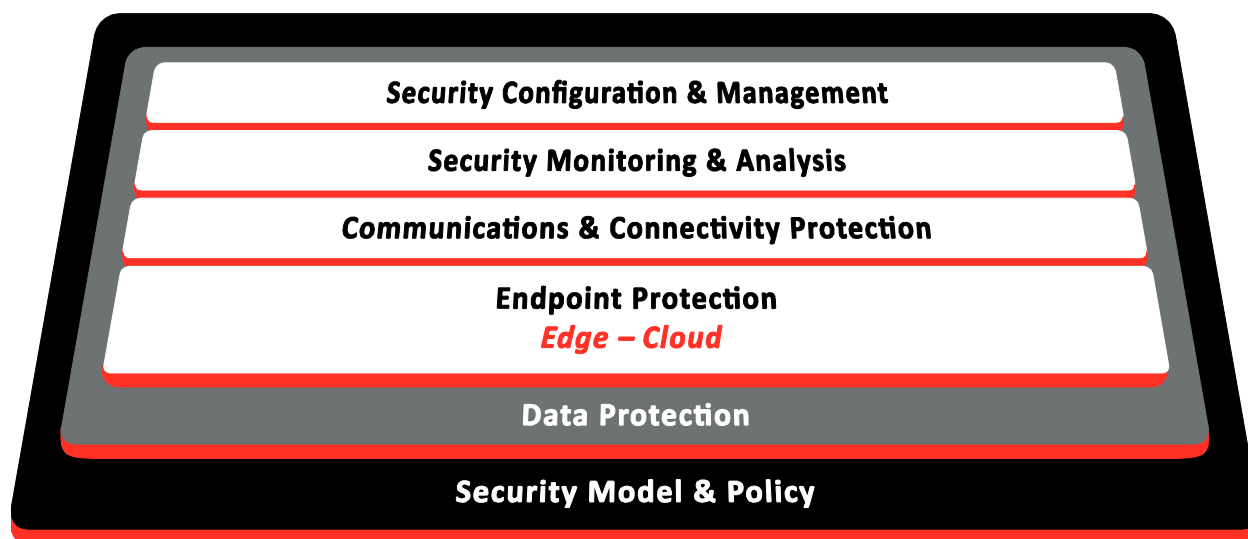 Security Configuration & Management
Security Monitoring & Analysis
Communications & Connectivity Protection
Endpoint Protection
Edge – Cloud
Data Protection
Security Model & Policy